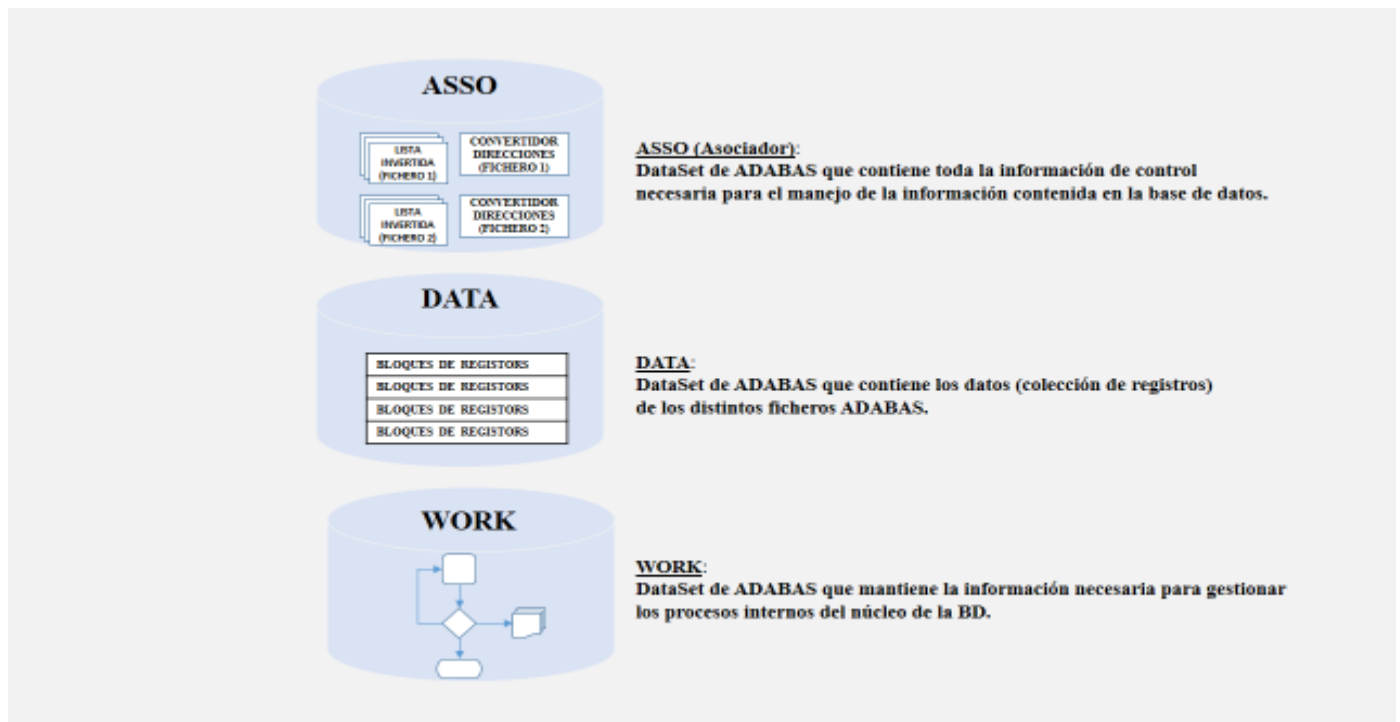 ASSO
LISTA
INVERTIDA
(FICHERO 1)
CONVERTIDOR
DIRECCIONES
(FICHERO 1)
LISTA
INVERTIDA
(FICHERO 2)
CONVERTIDOR
DIRECCIONES
(FICHERO 2)
ASSO (Asociador):
DataSet de ADABAS que contiene toda la información de control
necesaria para el manejo de la información contenida en la base de datos.
DATA
BLOQUES DE REGISTORS
BLOQUES DE REGISTORS
BLOQUES DE REGISTORS
BLOQUES DE REGISTORS
DATA:
DataSet de ADABAS que contiene los datos (colección de registros)
de los distintos ficheros ADABAS.
WORK
WORK:
DataSet de ADABAS que mantiene la información necesaria para gestionar
los procesos internos del núcleo de la BD.